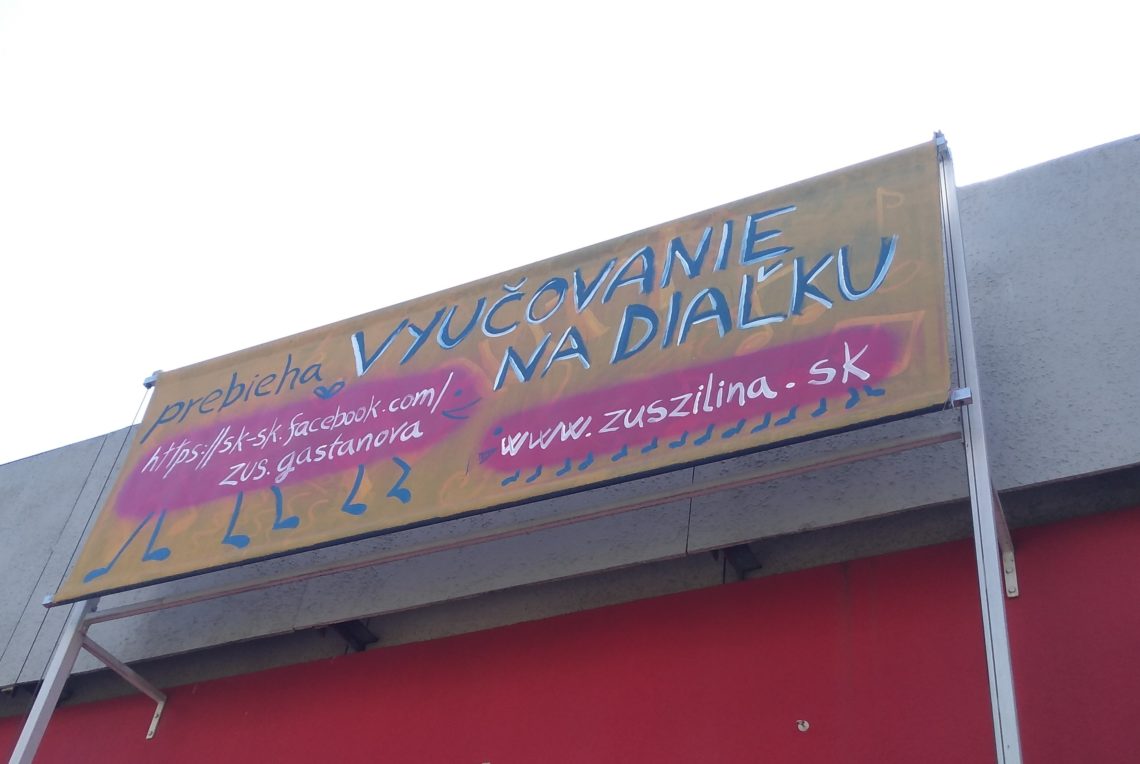 prebieha VYUČOVANIE
NA DIAĽKU
https://sk-sk.facebook.com/
zus.gastanova
www.zuszilina.sk